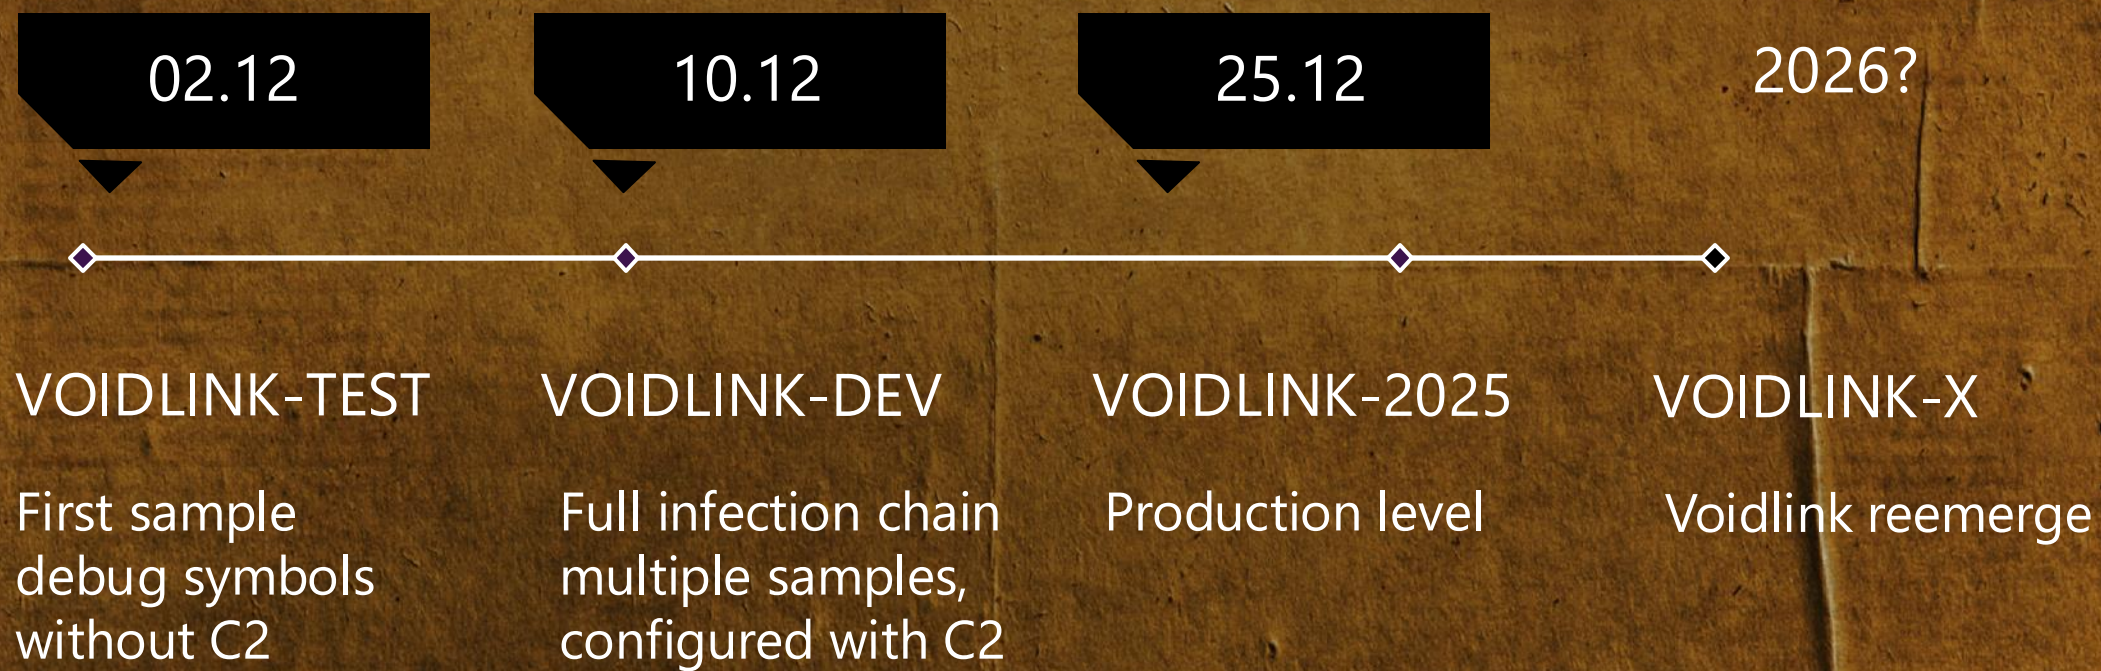 02.12
10.12
25.12
2026?
VOIDLINK-TEST
VOIDLINK-DEV
VOIDLINK-2025
VOIDLINK-X
First sample
debug symbols
without C2
Full infection chain
multiple samples,
configured with C2
Production level
Voidlink reemerge